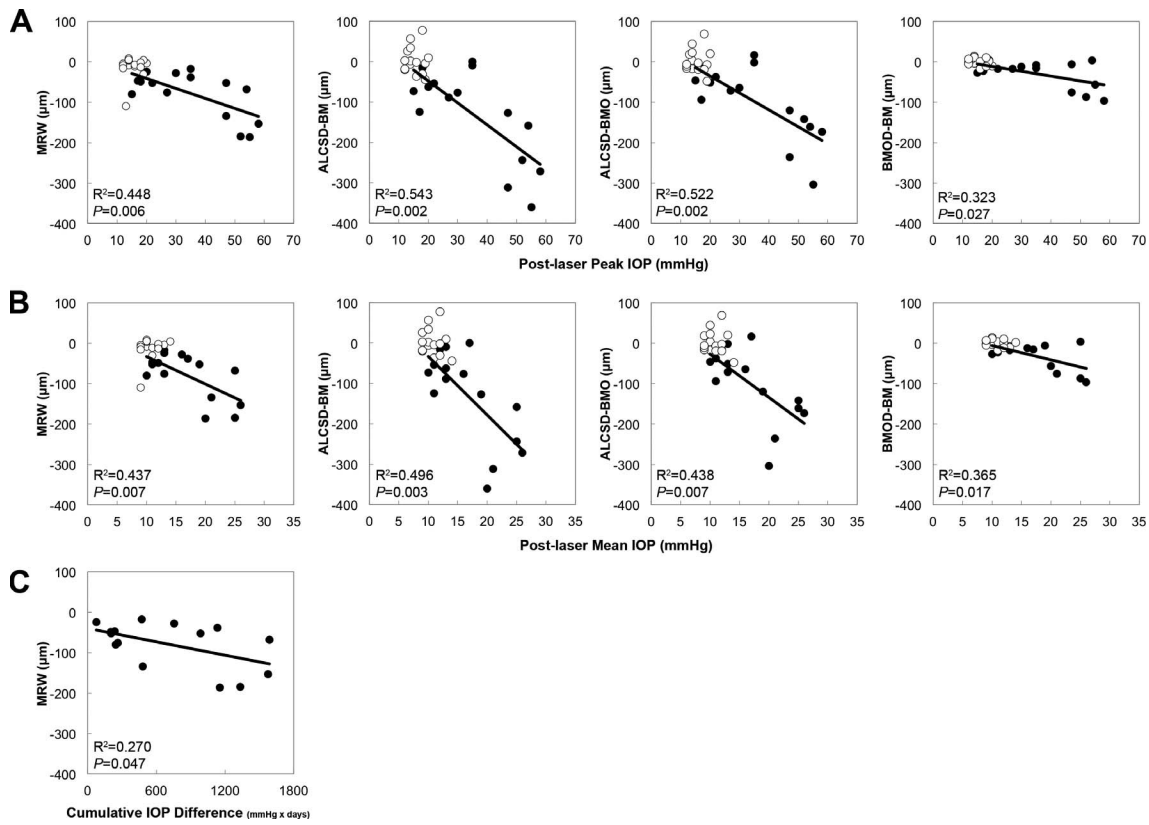 A
MRW (µm)
100
0
-100
-200
-300
-400
R²=0.448
P=0.006
0 10 20 30 40 50 60 70
ALCSD-BM (µm)
100
0
-100
-200
-300
-400
R²=0.543
P=0.002
0 10 20 30 40 50 60 70
ALCSD-BMO (µm)
100
0
-100
-200
-300
-400
R²=0.522
P=0.002
0 10 20 30 40 50 60 70
BMOD-BM (µm)
100
0
-100
-200
-300
-400
R²=0.323
P=0.027
0 10 20 30 40 50 60 70
Post-laser Peak IOP (mmHg)
B
MRW (µm)
100
0
-100
-200
-300
-400
R²=0.437
P=0.007
0 5 10 15 20 25 30 35
ALCSD-BM (µm)
100
0
-100
-200
-300
-400
R²=0.496
P=0.003
0 5 10 15 20 25 30 35
ALCSD-BMO (µm)
100
0
-100
-200
-300
-400
R²=0.438
P=0.007
0 5 10 15 20 25 30 35
BMOD-BM (µm)
100
0
-100
-200
-300
-400
R²=0.365
P=0.017
0 5 10 15 20 25 30 35
Post-laser Mean IOP (mmHg)
C
MRW (µm)
100
0
-100
-200
-300
-400
R²=0.270
P=0.047
0 600 1200 1800
Cumulative IOP Difference (mmHg x days)